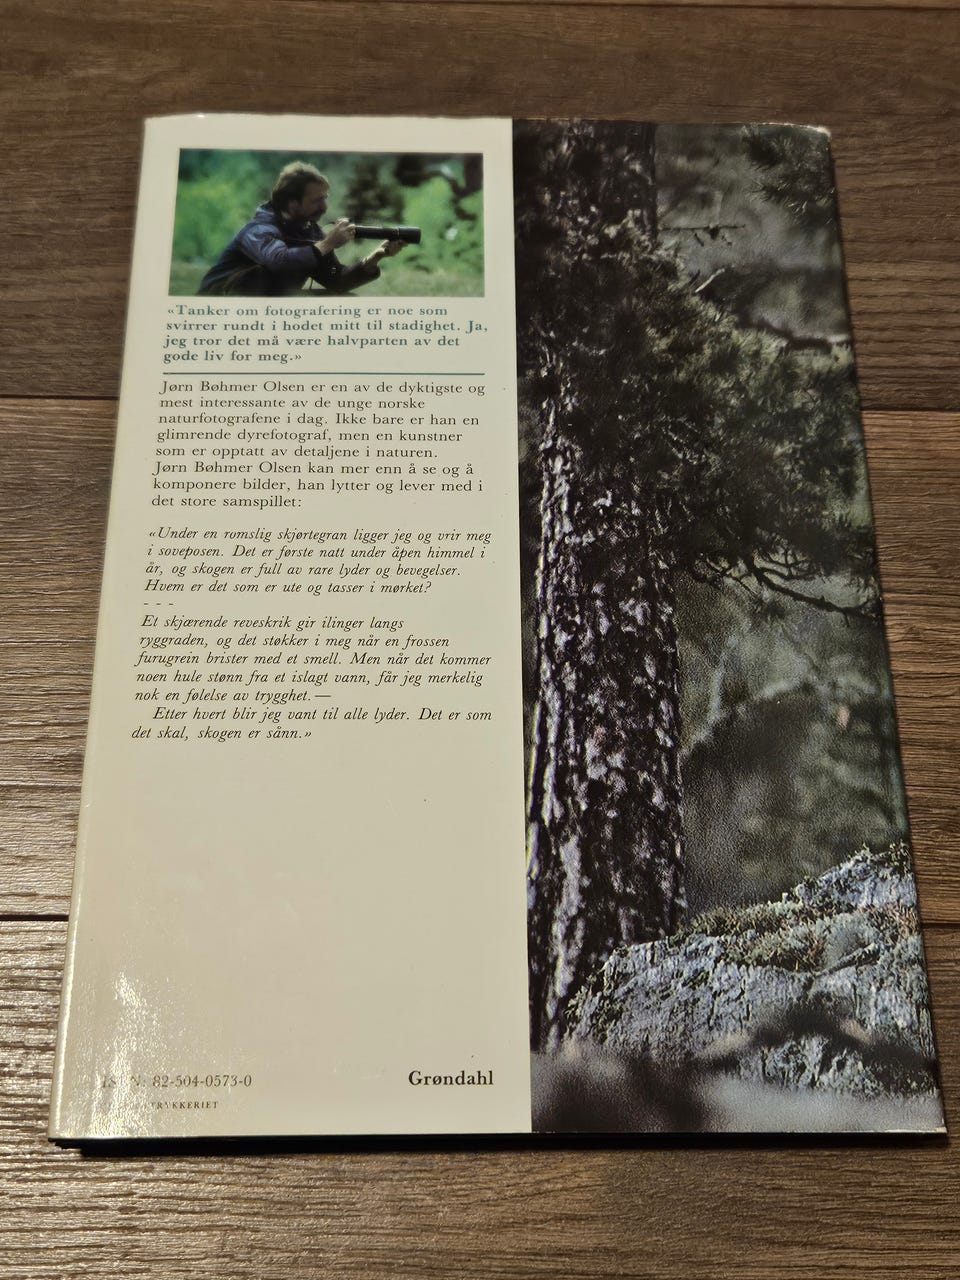 «Tanker om fotografering er noe som
svirrer rundt i hodet mitt til stadighet. Ja,
jeg tror det må være halvparten av det
gode liv for meg.»
Jørn Bøhmer Olsen er en av de dyktigste og
mest interessante av de unge norske
naturfotografene i dag. Ikke bare er han en
glimrende dyrefotograf, men en kunstner
som er opptatt av detaljene i naturen.
Jørn Bøhmer Olsen kan mer enn å se og å
komponere bilder, han lytter og lever med i
det store samspillet:
«Under en romslig skjørtegran ligger jeg og vrir meg
i soveposen. Det er første natt under åpen himmel i
år, og skogen er full av rare lyder og bevegelser.
Hvem er det som er ute og tasser i mørket?
- - -
Et skjærende reveskrik gir ilinger langs
ryggraden, og det støkker i meg når en frossen
furugrein brister med et smell. Men når det kommer
noen hule stønn fra et islagt vann, får jeg merkelig
nok en følelse av trygghet. —
Etter hvert blir jeg vant til alle lyder. Det er som
det skal, skogen er sånn.»
ISBN: 82-504-0573-0
Grøndahl